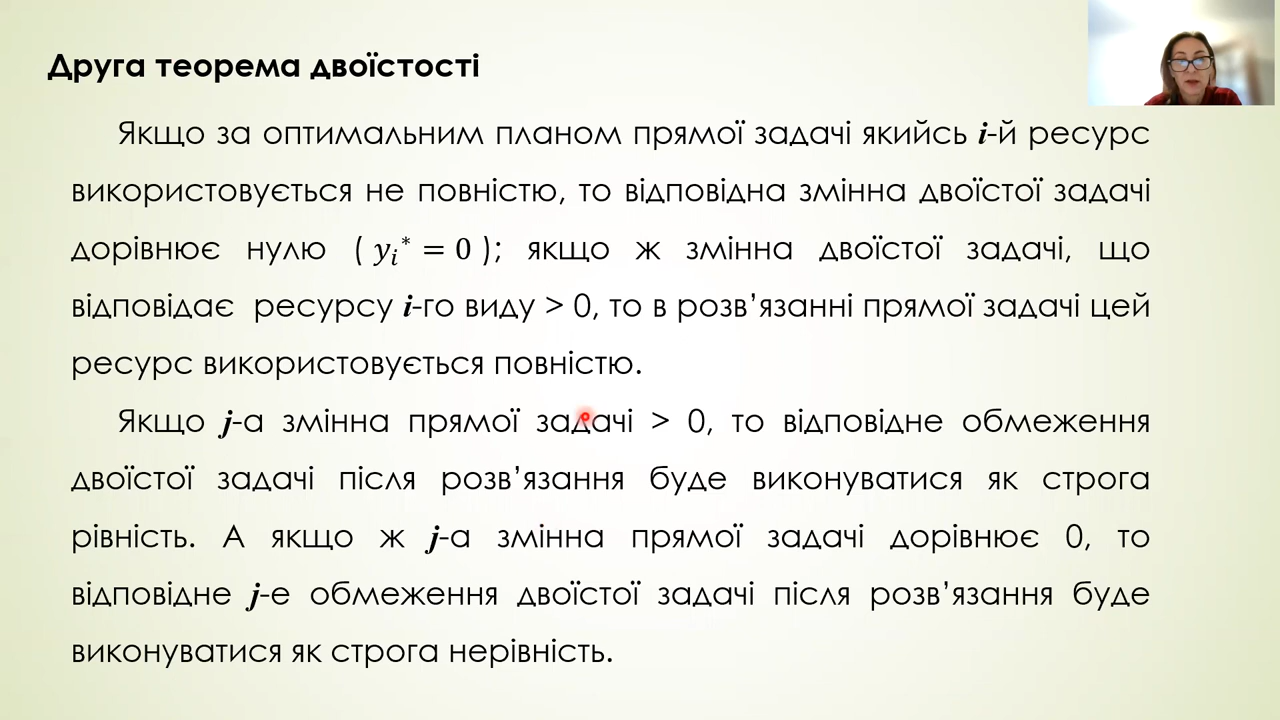 Друга теорема двоїстості
Якщо за оптимальним планом прямої задачі якийсь i-й ресурс
використовується не повністю, то відповідна змінна двоїстої задачі
дорівнює нулю ( yᵢ* = 0 ); якщо ж змінна двоїстої задачі, що
відповідає ресурсу i-го виду > 0, то в розв’язанні прямої задачі цей
ресурс використовується повністю.
Якщо j-а змінна прямої задачі > 0, то відповідне обмеження
двоїстої задачі після розв’язання буде виконуватися як строга
рівність. А якщо ж j-а змінна прямої задачі дорівнює 0, то
відповідне j-е обмеження двоїстої задачі після розв’язання буде
виконуватися як строга нерівність.